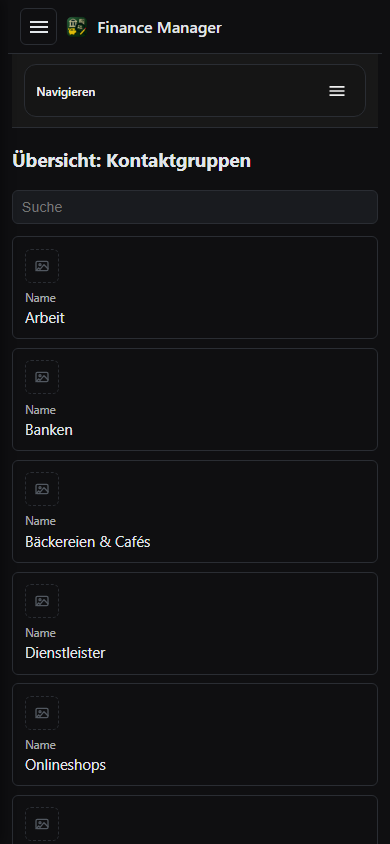 Finance Manager
Navigieren
Übersicht: Kontaktgruppen
Suche
Name
Arbeit
Name
Banken
Name
Bäckereien & Cafés
Name
Dienstleister
Name
Onlineshops